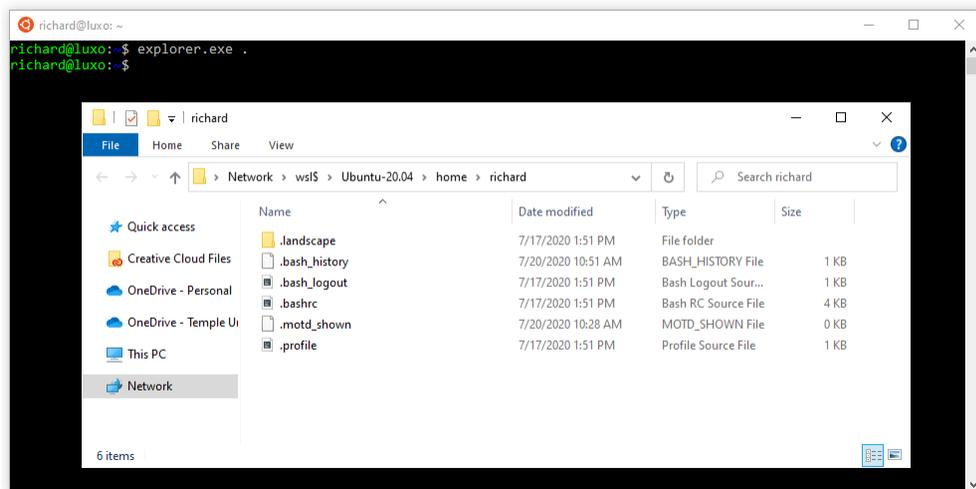 richard@luxo: ~
richard@luxo:~$ explorer.exe .
richard@luxo:~$
richard
File Home Share View
Network > wsl$ > Ubuntu-20.04 > home > richard
Search richard
Name Date modified Type Size
Quick access
Creative Cloud Files
OneDrive - Personal
OneDrive - Temple Ur
This PC
Network
.landscape 7/17/2020 1:51 PM File folder
.bash_history 7/20/2020 10:51 AM BASH_HISTORY File 1 KB
.bash_logout 7/17/2020 1:51 PM Bash Logout Sour... 1 KB
.bashrc 7/17/2020 1:51 PM Bash RC Source File 4 KB
.motd_shown 7/20/2020 10:28 AM MOTD_SHOWN File 0 KB
.profile 7/17/2020 1:51 PM Profile Source File 1 KB
6 items